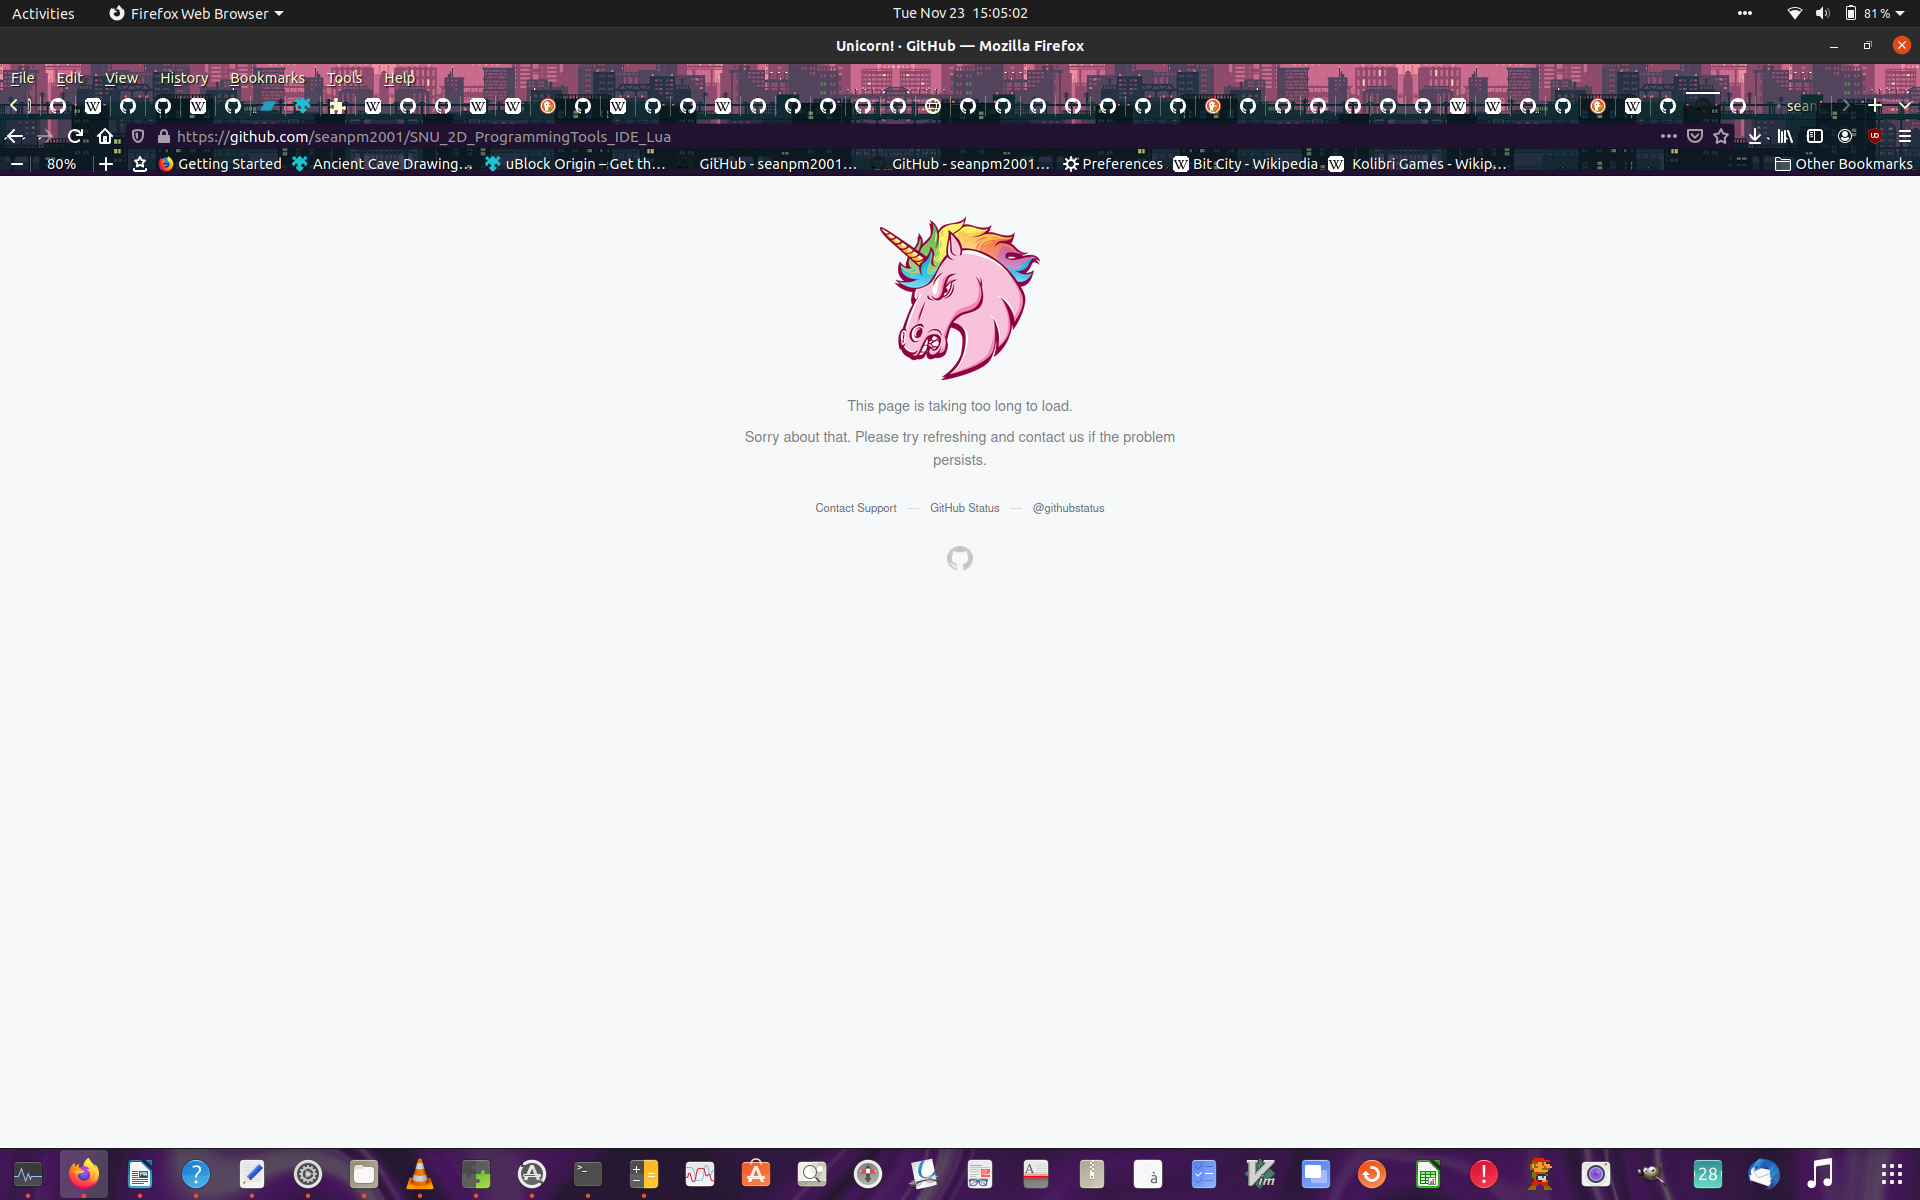 Activities Firefox Web Browser Tue Nov 23 15:05:02 81%
Unicorn! · GitHub — Mozilla Firefox
File Edit View History Bookmarks Tools Help
sean
https://github.com/seanpm2001/SNU_2D_ProgrammingTools_IDE_Lua
80% Getting Started Ancient Cave Drawing… uBlock Origin – Get th… GitHub - seanpm2001… GitHub - seanpm2001… Preferences Bit City - Wikipedia Kolibri Games - Wikip… Other Bookmarks
This page is taking too long to load.
Sorry about that. Please try refreshing and contact us if the problem
persists.
Contact Support — GitHub Status — @githubstatus
28